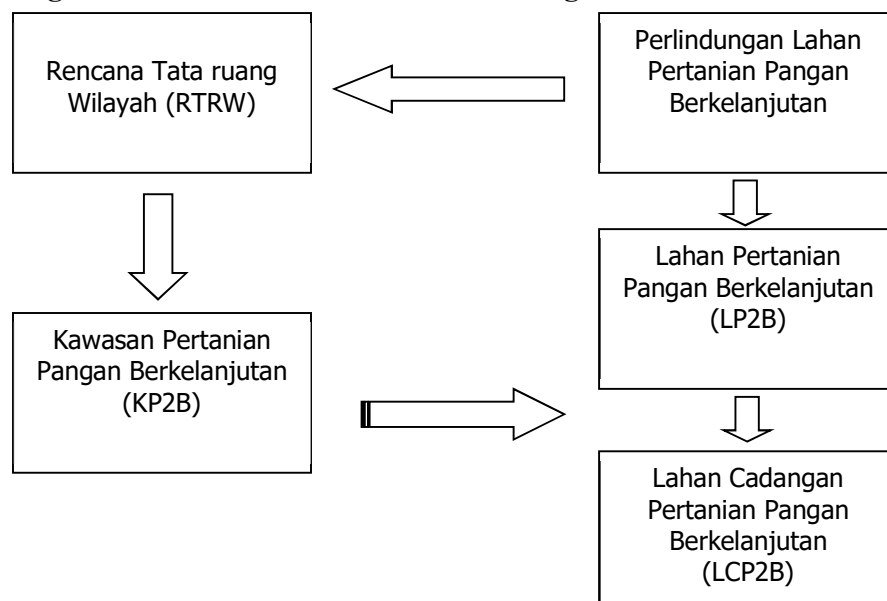 Rencana Tata ruang
Wilayah (RTRW)
Perlindungan Lahan
Pertanian Pangan
Berkelanjutan
Lahan Pertanian
Pangan Berkelanjutan
(LP2B)
Kawasan Pertanian
Pangan Berkelanjutan
(KP2B)
Lahan Cadangan
Pertanian Pangan
Berkelanjutan
(LCP2B)